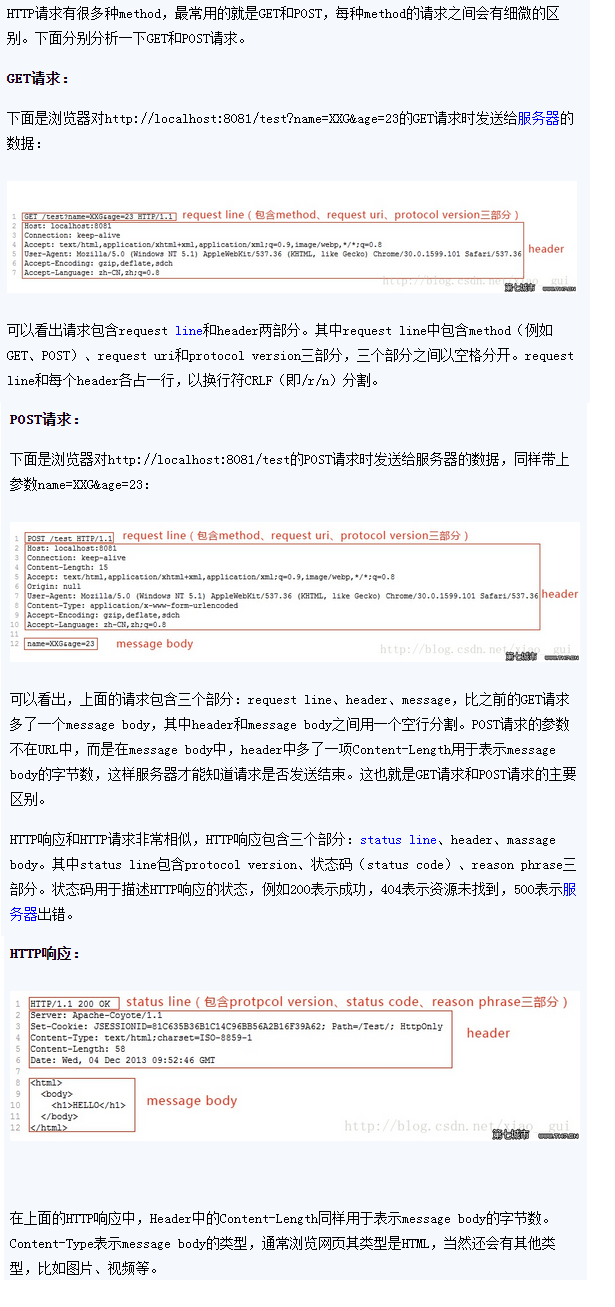 HTTP请求有很多种method，最常用的就是GET和POST，每种method的请求之间会有细微的区
别。下面分别分析一下GET和POST请求。
GET请求：
下面是浏览器对http://localhost:8081/test?name=XXG&age=23的GET请求时发送给服务器的
数据：
1 GET /test?name=XXG&age=23 HTTP/1.1 request line（包含method、request uri、protocol version三部分）
2 Host: localhost:8081
3 Connection: keep-alive
4 Accept: text/html,application/xhtml+xml,application/xml;q=0.9,image/webp,*/*;q=0.8
5 User-Agent: Mozilla/5.0 (Windows NT 5.1) AppleWebKit/537.36 (KHTML, like Gecko) Chrome/30.0.1599.101 Safari/537.36 header
6 Accept-Encoding: gzip,deflate,sdch
7 Accept-Language: zh-CN,zh;q=0.8
http://blog.csdn.net/xiao__gui
第七城市 www.th7.cn
可以看出请求包含request line和header两部分。其中request line中包含method（例如
GET、POST）、request uri和protocol version三部分，三个部分之间以空格分开。request
line和每个header各占一行，以换行符CRLF（即/r/n）分割。
POST请求：
下面是浏览器对http://localhost:8081/test的POST请求时发送给服务器的数据，同样带上
参数name=XXG&age=23：
1 POST /test HTTP/1.1 request line（包含method、request uri、protocol version三部分）
2 Host: localhost:8081
3 Connection: keep-alive
4 Content-Length: 15
5 Accept: text/html,application/xhtml+xml,application/xml;q=0.9,image/webp,*/*;q=0.8
6 Origin: null
7 User-Agent: Mozilla/5.0 (Windows NT 5.1) AppleWebKit/537.36 (KHTML, like Gecko) Chrome/30.0.1599.101 Safari/537.36 header
8 Content-Type: application/x-www-form-urlencoded
9 Accept-Encoding: gzip,deflate,sdch
10 Accept-Language: zh-CN,zh;q=0.8
11
12 name=XXG&age=23 message body
http://blog.csdn.net/xiao__gui
第七城市 www.th7.cn
可以看出，上面的请求包含三个部分：request line、header、message，比之前的GET请求
多了一个message body，其中header和message body之间用一个空行分割。POST请求的参数
不在URL中，而是在message body中，header中多了一项Content-Length用于表示message
body的字节数，这样服务器才能知道请求是否发送结束。这也就是GET请求和POST请求的主要
区别。
HTTP响应和HTTP请求非常相似，HTTP响应包含三个部分：status line、header、massage
body。其中status line包含protocol version、状态码（status code）、reason phrase三
部分。状态码用于描述HTTP响应的状态，例如200表示成功，404表示资源未找到，500表示服
务器出错。
HTTP响应：
1 HTTP/1.1 200 OK status line（包含protpcol version、status code、reason phrase三部分）
2 Server: Apache-Coyote/1.1
3 Set-Cookie: JSESSIONID=81C635B36B1C14C96BB56A2B16F39A62; Path=/Test/; HttpOnly
4 Content-Type: text/html;charset=ISO-8859-1 header
5 Content-Length: 58
6 Date: Wed, 04 Dec 2013 09:52:46 GMT
7
8 <html>
9 <body>
10 <h1>HELLO</h1> message body
11 </body>
12 </html>
http://blog.csdn.net/xiao__gui
第七城市 www.th7.cn
在上面的HTTP响应中，Header中的Content-Length同样用于表示message body的字节数。
Content-Type表示message body的类型，通常浏览网页其类型是HTML，当然还会有其他类
型，比如图片、视频等。